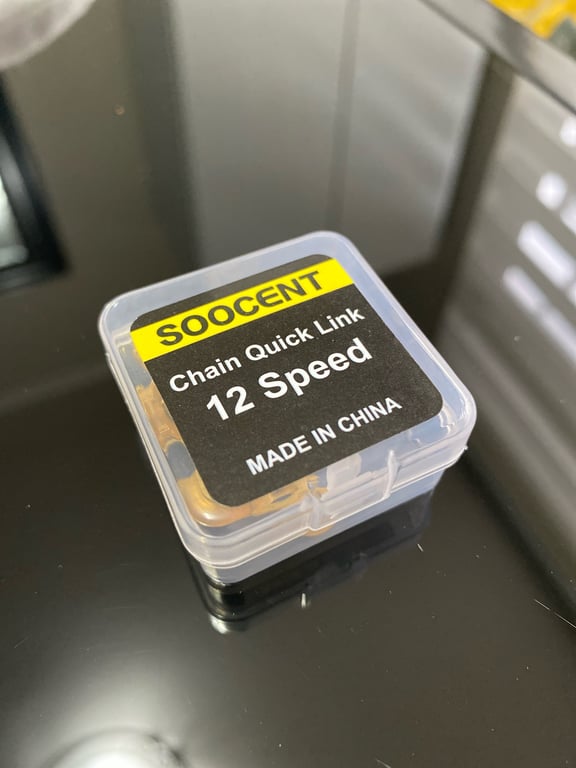 SOOCENT
Chain Quick Link
12 Speed
MADE IN CHINA